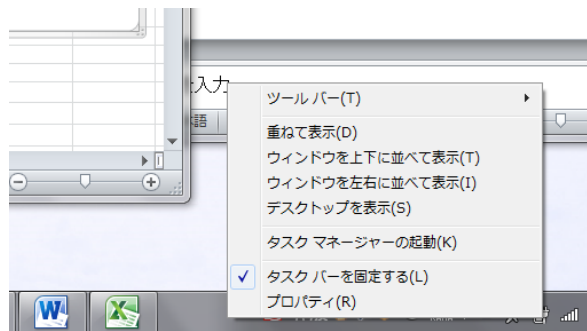 入力
語
ツール バー(T)
重ねて表示(D)
ウィンドウを上下に並べて表示(T)
ウィンドウを左右に並べて表示(I)
デスクトップを表示(S)
タスク マネージャーの起動(K)
タスク バーを固定する(L)
プロパティ(R)
W
X